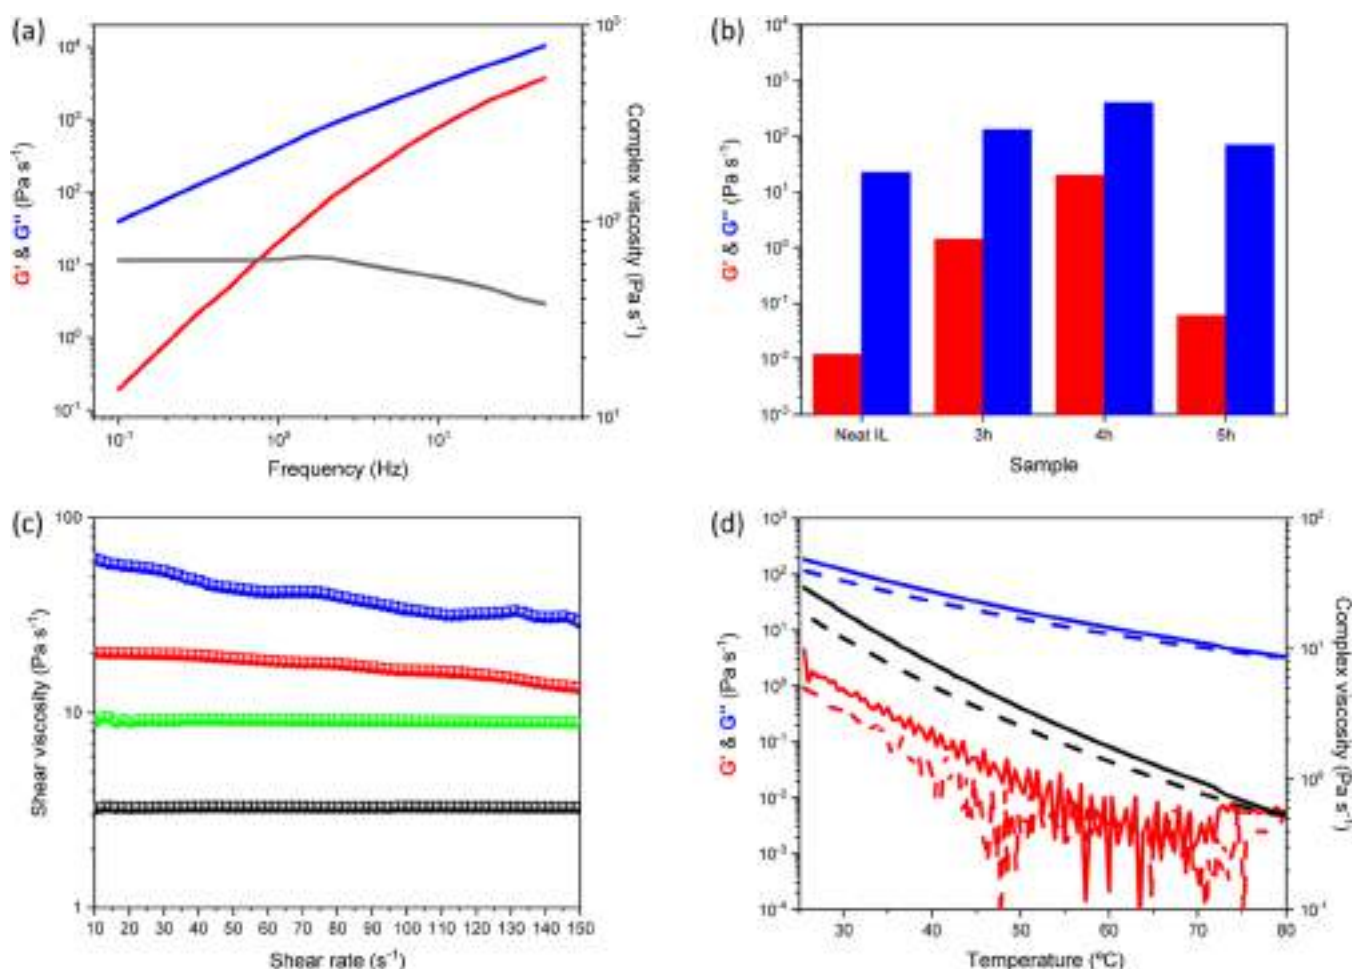 (a)
10⁴
10³
10²
10¹
10⁰
10⁻¹
G' & G'' (Pa s⁻¹)
10³
10²
10¹
Complex viscosity (Pa s⁻¹)
10⁻¹
10⁰
10¹
Frequency (Hz)
(b)
10⁴
10³
10²
10¹
10⁰
10⁻¹
10⁻²
10⁻³
G' & G'' (Pa s⁻¹)
Neat IL
3h
4h
5h
Sample
(c)
100
10
1
Shear viscosity (Pa s⁻¹)
10 20 30 40 50 60 70 80 90 100 110 120 130 140 150
Shear rate (s⁻¹)
(d)
10³
10²
10¹
10⁰
10⁻¹
10⁻²
10⁻³
10⁻⁴
G' & G'' (Pa s⁻¹)
10²
10¹
10⁰
10⁻¹
Complex viscosity (Pa s⁻¹)
30 40 50 60 70 80
Temperature (ºC)